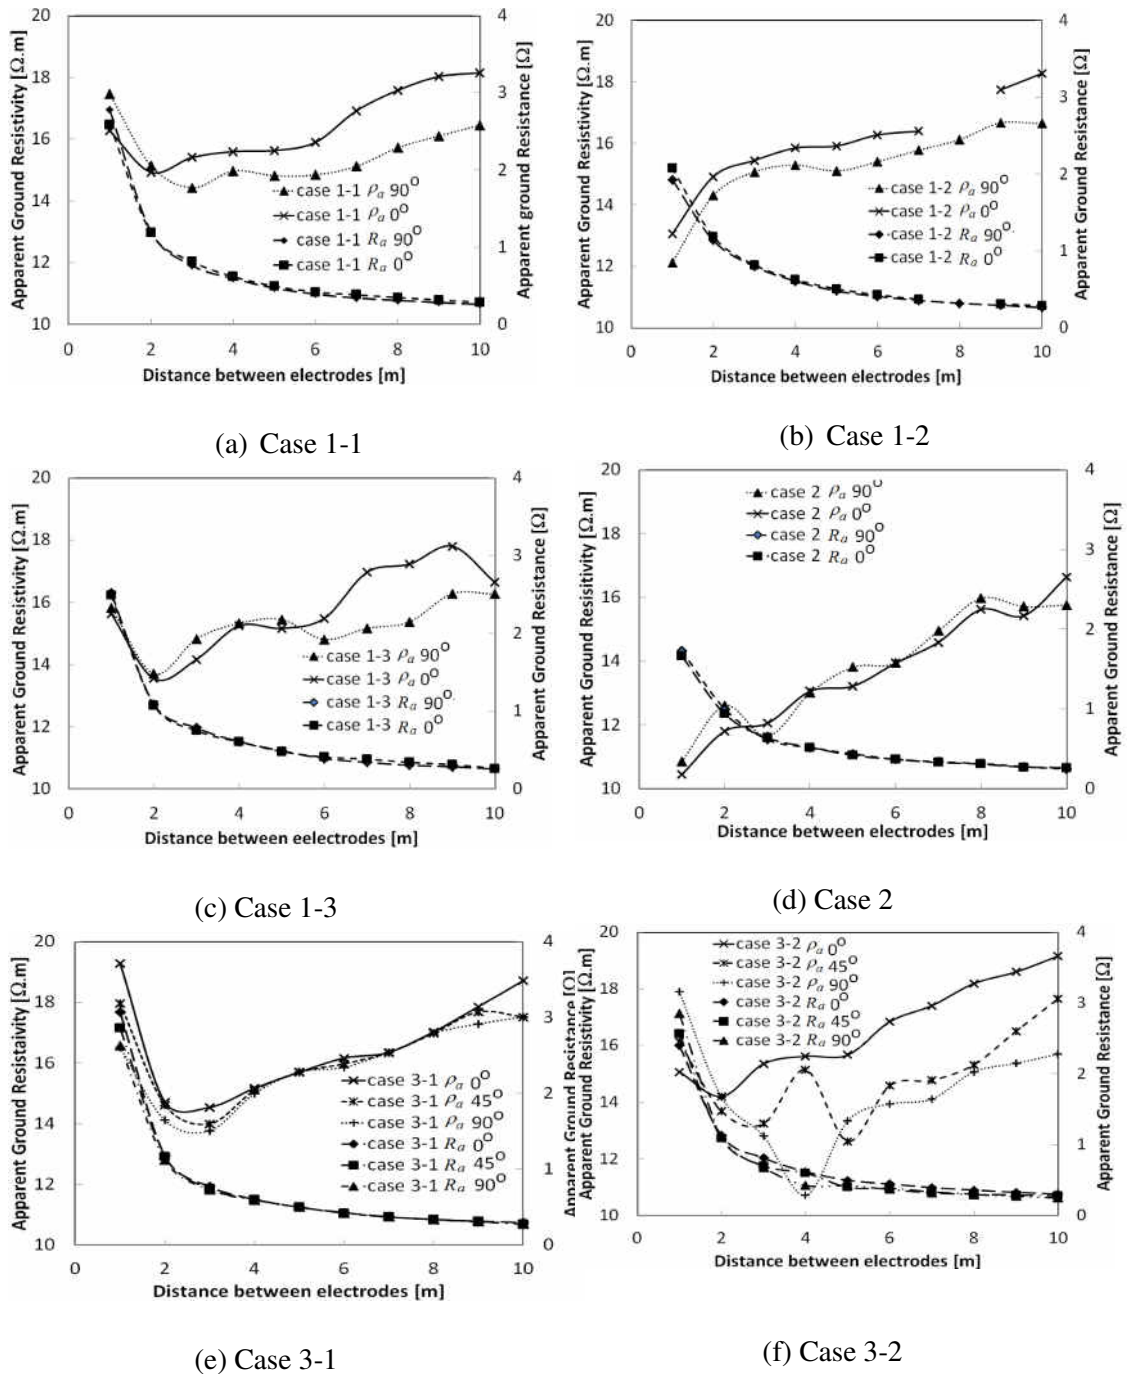 20
18
16
14
12
10
4
3
2
1
0
0 2 4 6 8 10
Apparent Ground Resistivity [Ω.m]
Apparent ground resistance [Ω]
case 1-1 ρa 90°
case 1-1 ρa 0°
case 1-1 Ra 90°
case 1-1 Ra 0°
Distance between electrodes [m]
(a) Case 1-1
20
18
16
14
12
10
4
3
2
1
0
0 2 4 6 8 10
Apparent Ground Resistivity [Ω.m]
Apparent Ground Resistance [Ω]
case 1-2 ρa 90°
case 1-2 ρa 0°
case 1-2 Ra 90°
case 1-2 Ra 0°
Distance between electrodes [m]
(b) Case 1-2
20
18
16
14
12
10
4
3
2
1
0
0 2 4 6 8 10
Apparent Ground Resistivity [Ω.m]
Apparent Ground Resistance [Ω]
case 1-3 ρa 90°
case 1-3 ρa 0°
case 1-3 Ra 90°
case 1-3 Ra 0°
Distance between eelectrodes [m]
(c) Case 1-3
20
18
16
14
12
10
4
3
2
1
0
0 2 4 6 8 10
Apparent Ground Resistivity [Ω.m]
Apparent Ground Resistance [Ω]
case 2 ρa 90°
case 2 ρa 0°
case 2 Ra 90°
case 2 Ra 0°
Distance between electrodes [m]
(d) Case 2
20
18
16
14
12
10
4
3
2
1
0
0 2 4 6 8 10
Apparent Ground Resistaivity [Ω.m]
Apparent Ground Resistance [Ω]
case 3-1 ρa 0°
case 3-1 ρa 45°
case 3-1 ρa 90°
case 3-1 Ra 0°
case 3-1 Ra 45°
case 3-1 Ra 90°
Distance between electrodes [m]
(e) Case 3-1
20
18
16
14
12
10
4
3
2
1
0
0 2 4 6 8 10
Apparent Ground Resistivity [Ω.m]
Apparent Ground Resistance [Ω]
case 3-2 ρa 0°
case 3-2 ρa 45°
case 3-2 ρa 90°
case 3-2 Ra 0°
case 3-2 Ra 45°
case 3-2 Ra 90°
Distance between electrodes [m]
(f) Case 3-2